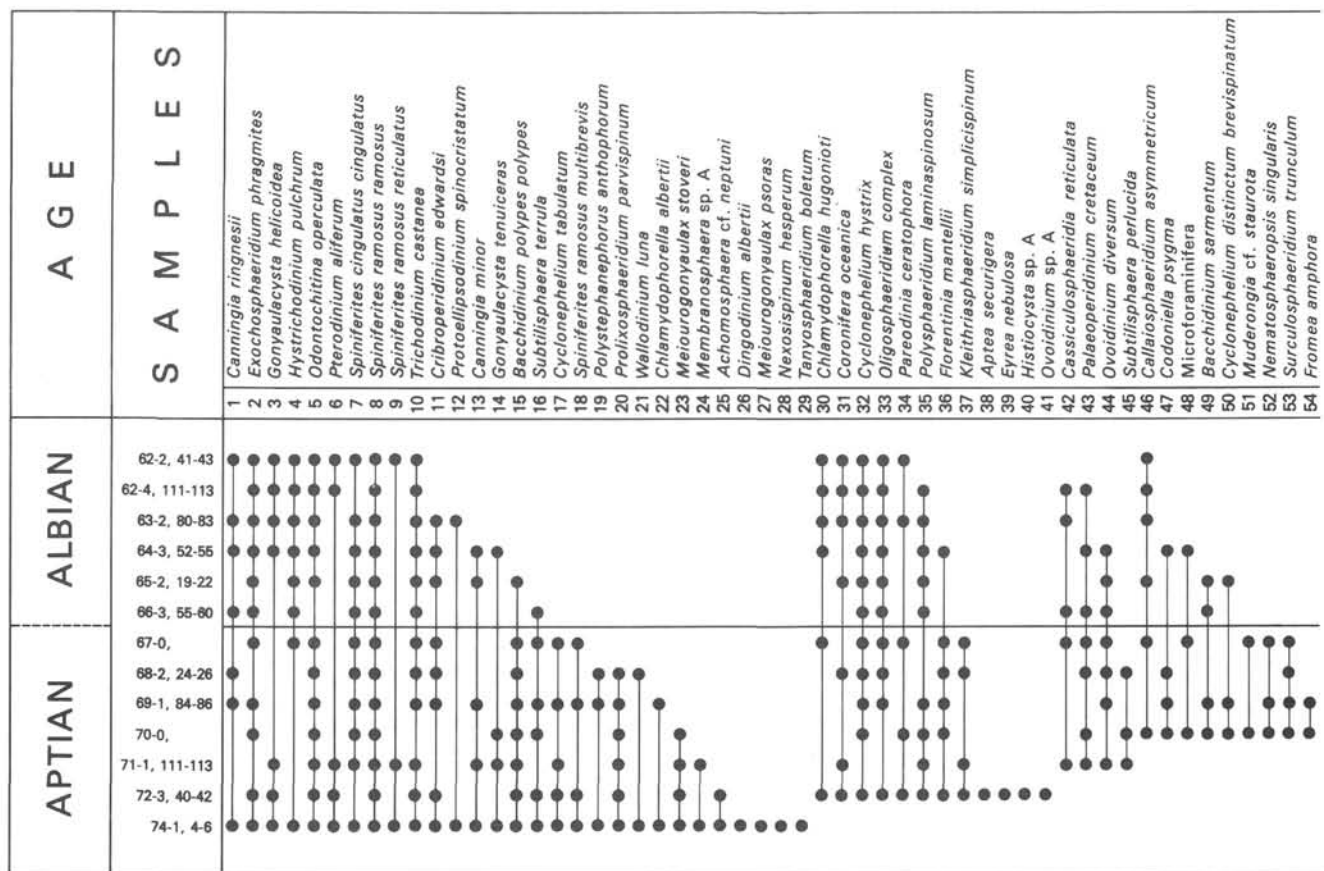 AGE
SAMPLES
Canningia ringnesii
Exochosphaeridium phragmites
Gonyaulacysta helicoidea
Hystrichodinium pulchrum
Odontochitina operculata
Pterodinium aliferum
Spiniferites cingulatus cingulatus
Spiniferites ramosus ramosus
Spiniferites ramosus reticulatus
Trichodinium castanea
Cribroperidinium edwardsi
Protoellipsodinium spinocristatum
Canningia minor
Gonyaulacysta tenuiceras
Bacchidinium polypes polypes
Subtilisphaera terrula
Cyclonephelium tabulatum
Spiniferites ramosus multibrevis
Polystephanephorus anthophorum
Prolixosphaeridium parvispinum
Wallodinium luna
Chlamydophorella albertii
Meiourogonyaulax stoveri
Membranosphaera sp. A
Achomosphaera cf. neptuni
Dingodinium albertii
Meiourogonyaulax psoras
Nexosispinum hesperum
Tanyosphaeridium boletum
Chlamydophorella hugonioti
Coronifera oceanica
Cyclonephelium hystrix
Oligosphaeridium complex
Pareodinia ceratophora
Polysphaeridium laminaspinosum
Florentinia mantellii
Kleithriasphaeridium simplicispinum
Aptea securigera
Eyrea nebulosa
Histiocysta sp. A
Ovoidinium sp. A
Cassiculosphaeridia reticulata
Palaeoperidinium cretaceum
Ovoidinium diversum
Subtilisphaera perlucida
Callaiosphaeridium asymmetricum
Codoniella psygma
Microforaminifera
Bacchidinium sarmentum
Cyclonephelium distinctum brevispinatum
Muderongia cf. staurota
Nematosphaeropsis singularis
Surculosphaeridium trunculum
Fromea amphora
1 2 3 4 5 6 7 8 9 10 11 12 13 14 15 16 17 18 19 20 21 22 23 24 25 26 27 28 29 30 31 32 33 34 35 36 37 38 39 40 41 42 43 44 45 46 47 48 49 50 51 52 53 54
ALBIAN
62-2, 41-43
62-4, 111-113
63-2, 80-83
64-3, 52-55
65-2, 19-22
66-3, 55-60
APTIAN
67-0,
68-2, 24-26
69-1, 84-86
70-0,
71-1, 111-113
72-3, 40-42
74-1, 4-6